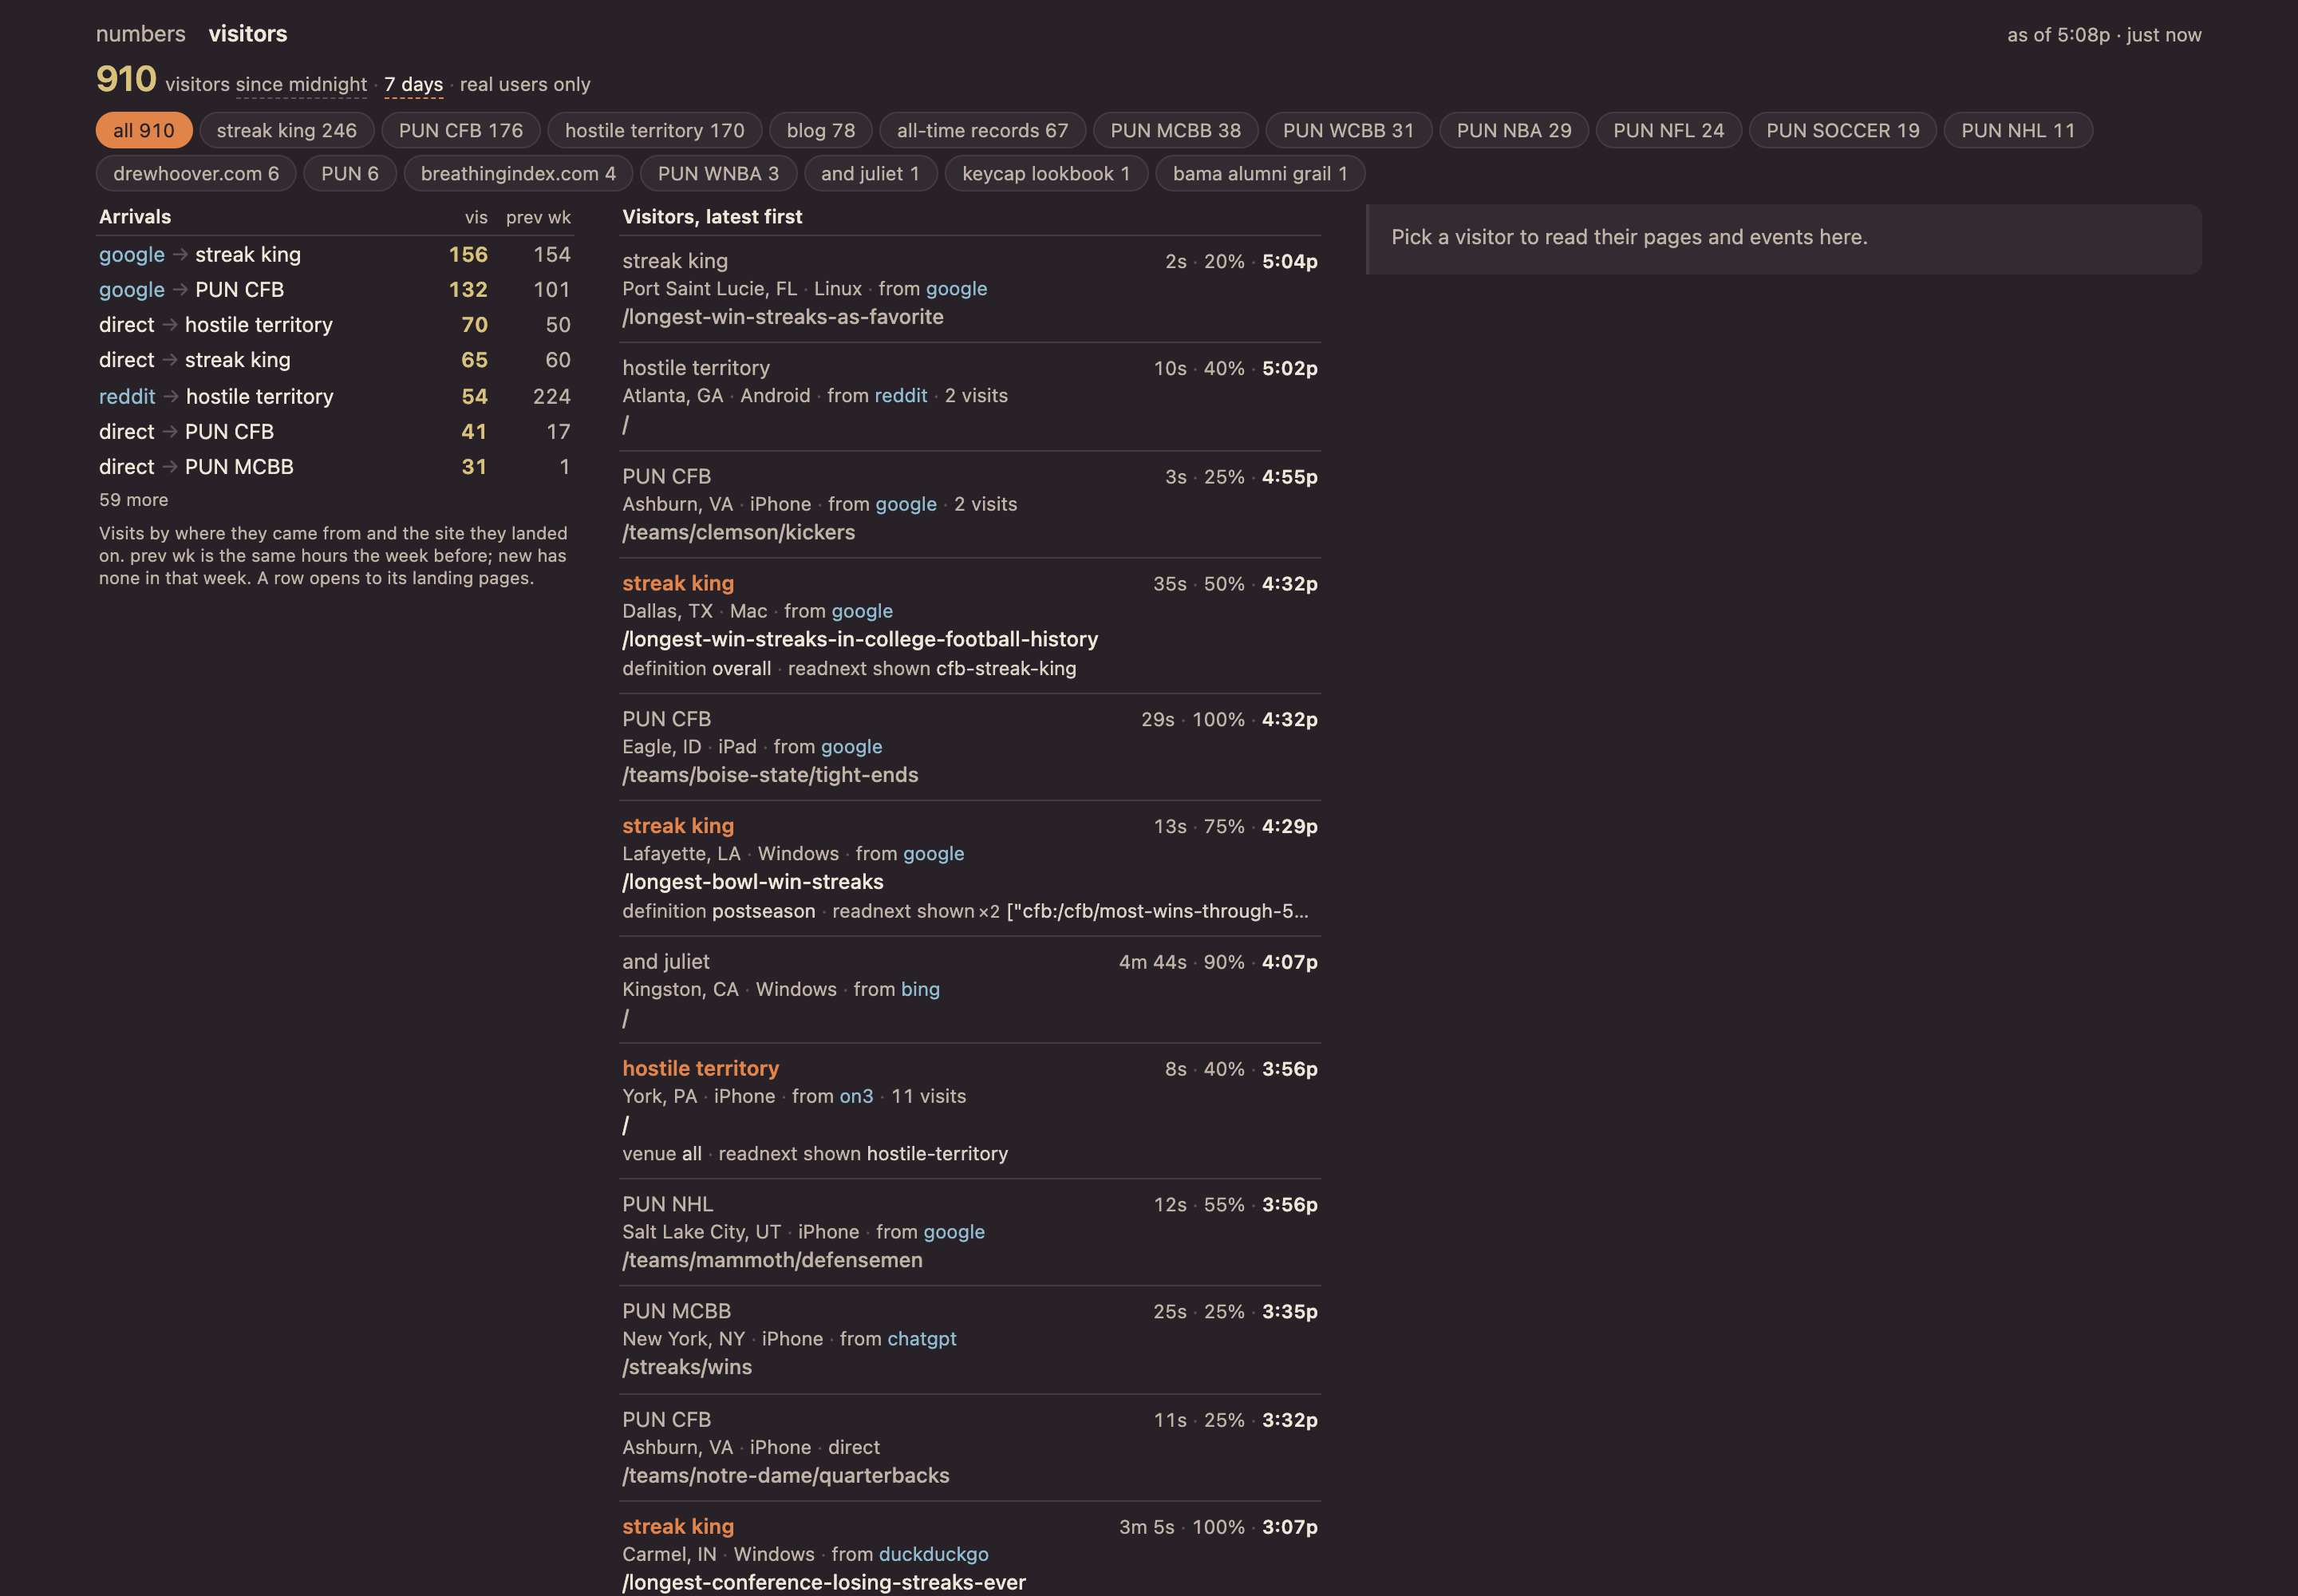 numbers visitors as of 5:08p · just now
910 visitors since midnight · 7 days · real users only
all 910 streak king 246 PUN CFB 176 hostile territory 170 blog 78 all-time records 67 PUN MCBB 38 PUN WCBB 31 PUN NBA 29 PUN NFL 24 PUN SOCCER 19 PUN NHL 11
drewhoover.com 6 PUN 6 breathingindex.com 4 PUN WNBA 3 and juliet 1 keycap lookbook 1 bama alumni grail 1
Arrivals vis prev wk
google → streak king 156 154
google → PUN CFB 132 101
direct → hostile territory 70 50
direct → streak king 65 60
reddit → hostile territory 54 224
direct → PUN CFB 41 17
direct → PUN MCBB 31 1
59 more
Visits by where they came from and the site they landed
on. prev wk is the same hours the week before; new has
none in that week. A row opens to its landing pages.
Visitors, latest first
streak king 2s · 20% · 5:04p
Port Saint Lucie, FL · Linux · from google
/longest-win-streaks-as-favorite
hostile territory 10s · 40% · 5:02p
Atlanta, GA · Android · from reddit · 2 visits
/
PUN CFB 3s · 25% · 4:55p
Ashburn, VA · iPhone · from google · 2 visits
/teams/clemson/kickers
streak king 35s · 50% · 4:32p
Dallas, TX · Mac · from google
/longest-win-streaks-in-college-football-history
definition overall · readnext shown cfb-streak-king
PUN CFB 29s · 100% · 4:32p
Eagle, ID · iPad · from google
/teams/boise-state/tight-ends
streak king 13s · 75% · 4:29p
Lafayette, LA · Windows · from google
/longest-bowl-win-streaks
definition postseason · readnext shown ×2 ["cfb:/cfb/most-wins-through-5...
and juliet 4m 44s · 90% · 4:07p
Kingston, CA · Windows · from bing
/
hostile territory 8s · 40% · 3:56p
York, PA · iPhone · from on3 · 11 visits
/
venue all · readnext shown hostile-territory
PUN NHL 12s · 55% · 3:56p
Salt Lake City, UT · iPhone · from google
/teams/mammoth/defensemen
PUN MCBB 25s · 25% · 3:35p
New York, NY · iPhone · from chatgpt
/streaks/wins
PUN CFB 11s · 25% · 3:32p
Ashburn, VA · iPhone · direct
/teams/notre-dame/quarterbacks
streak king 3m 5s · 100% · 3:07p
Carmel, IN · Windows · from duckduckgo
/longest-conference-losing-streaks-ever
Pick a visitor to read their pages and events here.